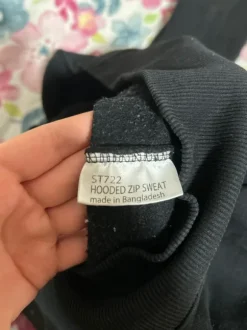 ST722
HOODED ZIP SWEAT
made in Bangladesh